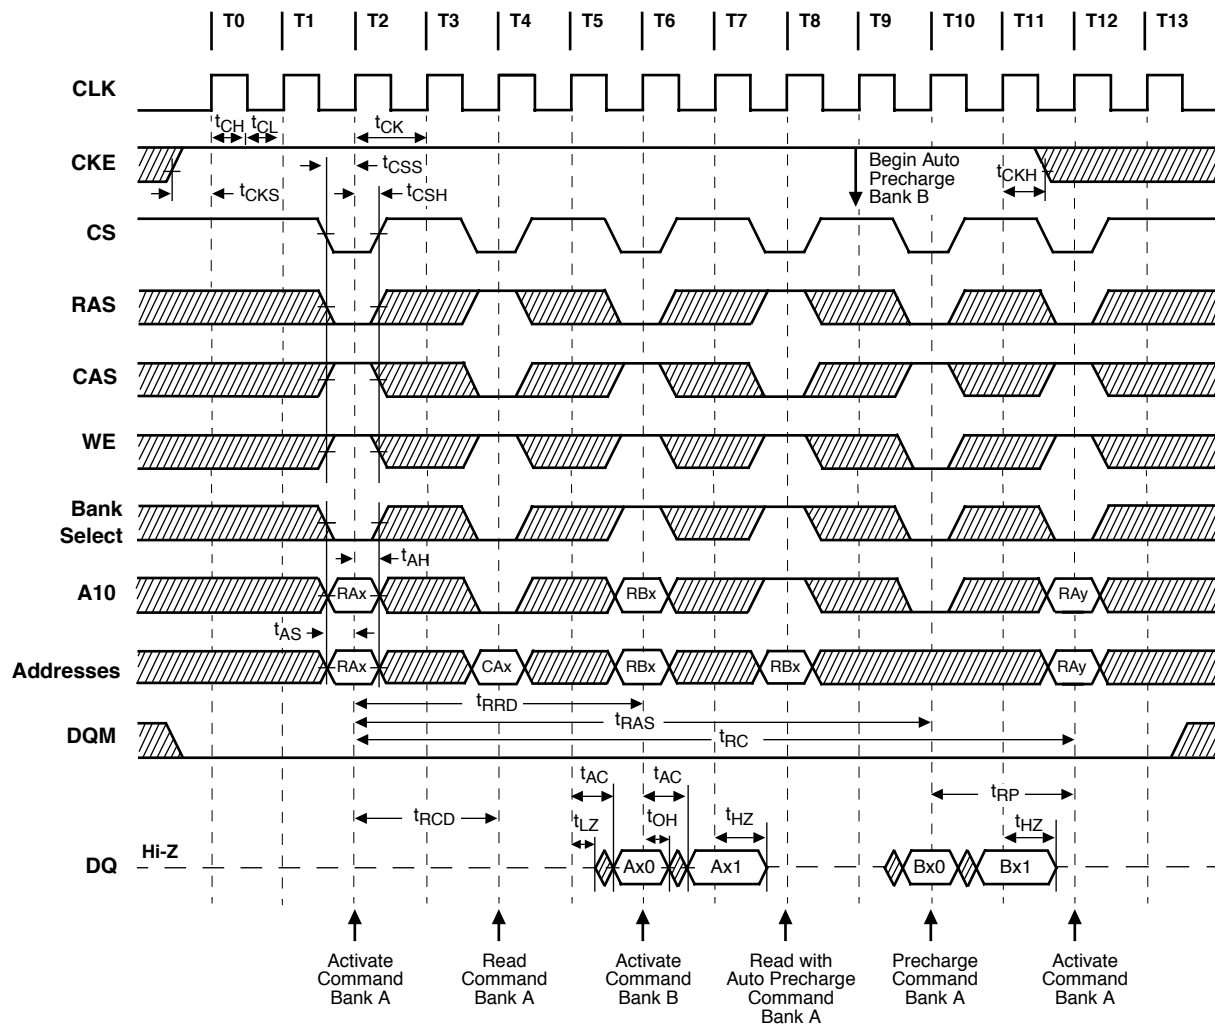 T0 T1 T2 T3 T4 T5 T6 T7 T8 T9 T10 T11 T12 T13
CLK
tCH tCL tCK
CKE
tCSS
Begin Auto
Precharge
Bank B
tCKH
tCKS
tCSH
CS
RAS
CAS
WE
Bank
Select
tAH
A10
RAx RBx RAy
tAS
Addresses
RAx CAx RBx RBx RAy
tRRD
tRAS
DQM
tRC
tAC tAC
tRP
tRCD
tLZ tOH tHZ tHZ
Hi-Z
DQ
Ax0 Ax1 Bx0 Bx1
Activate
Command
Bank A
Read
Command
Bank A
Activate
Command
Bank B
Read with
Auto Precharge
Command
Bank A
Precharge
Command
Bank A
Activate
Command
Bank A